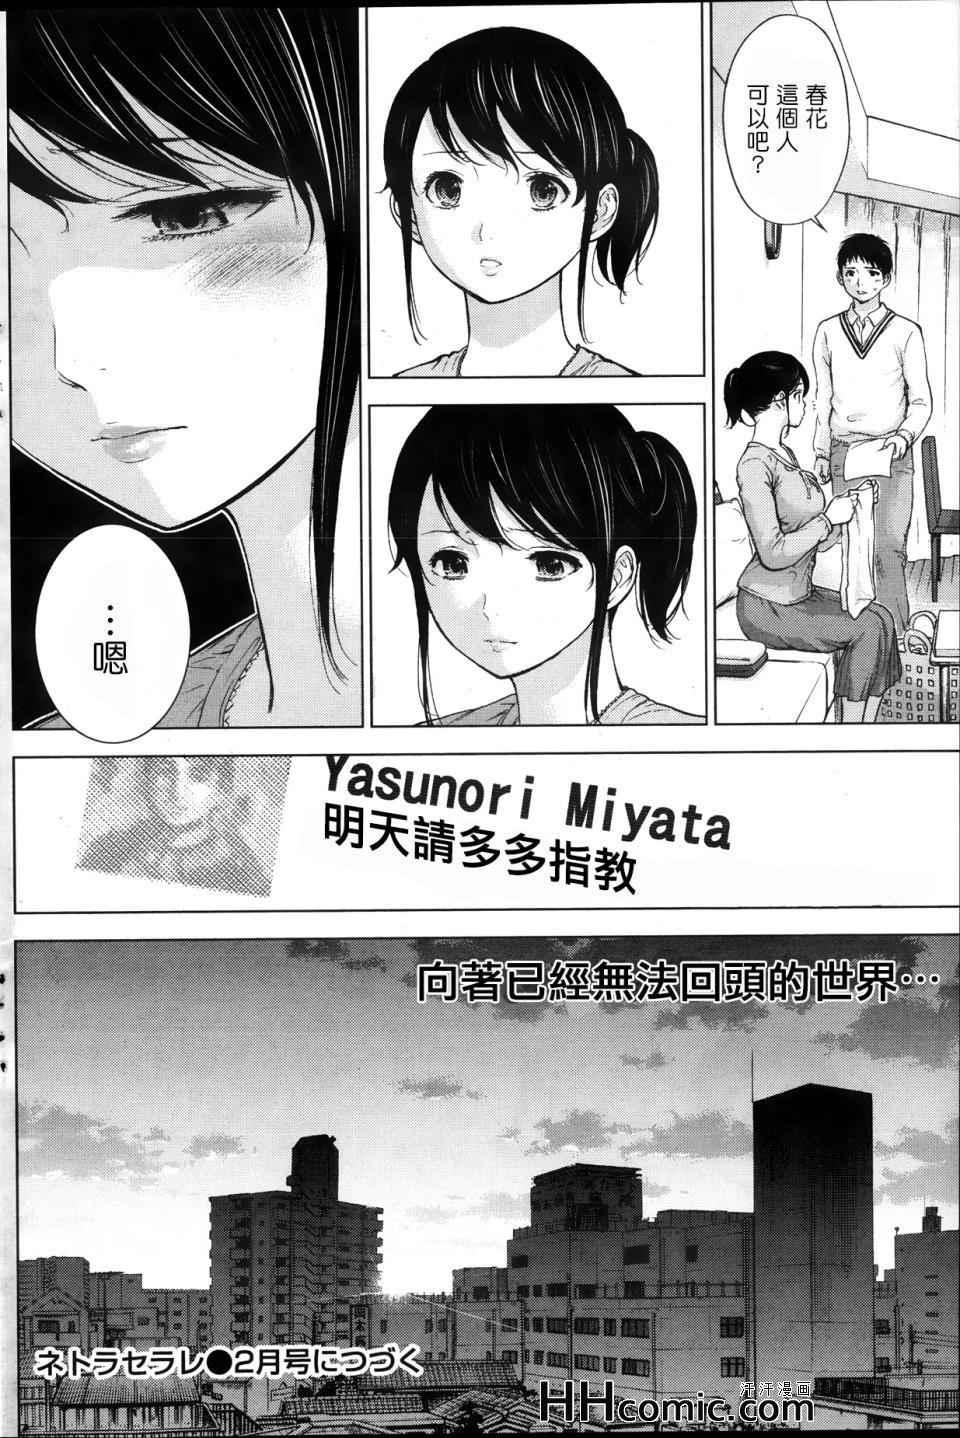 春花
這個人
可以吧？
…嗯
Yasunori Miyata
明天請多多指教
向著已經無法回頭的世界…
ネトラセラレ●2月号につづく
汗汗漫画
HHcomic.com